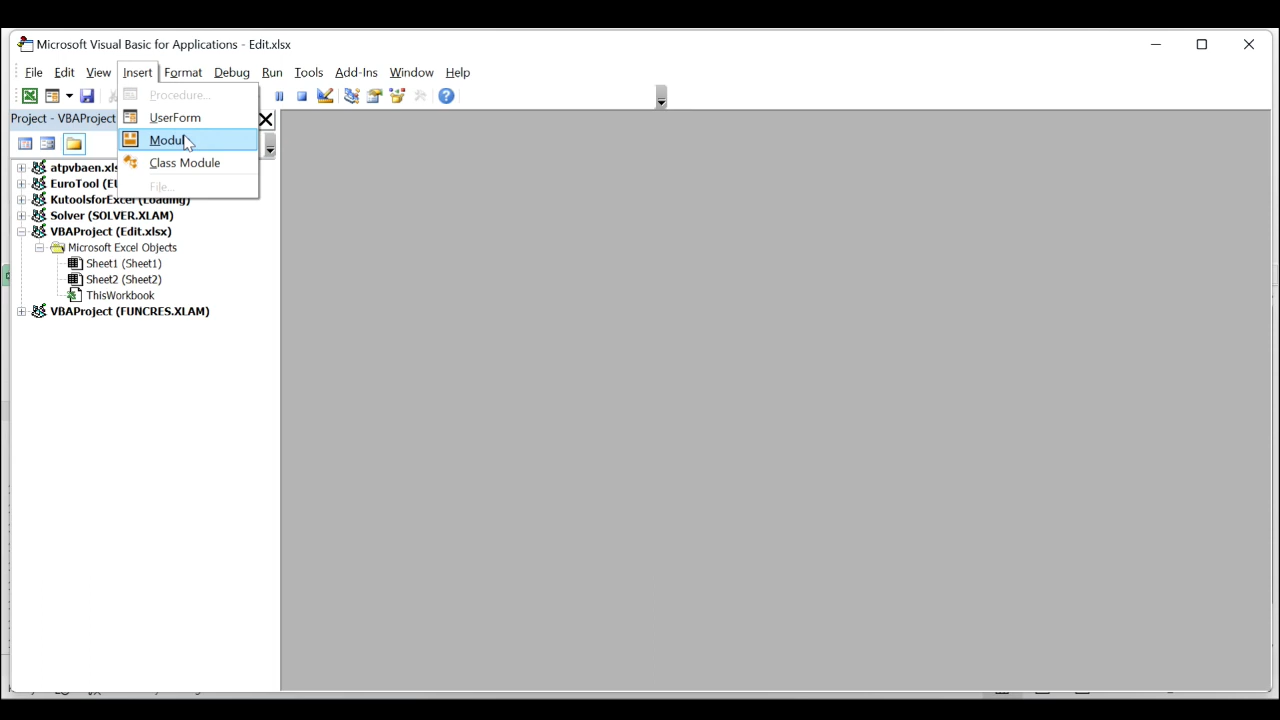 Microsoft Visual Basic for Applications - Edit.xlsx
File Edit View Insert Format Debug Run Tools Add-Ins Window Help
Procedure...
Project - VBAProject
UserForm
Modul
Class Module
File...
atpvbaen.xls
EuroTool (EU
KutoolsforExcel (Loading)
Solver (SOLVER.XLAM)
VBAProject (Edit.xlsx)
Microsoft Excel Objects
Sheet1 (Sheet1)
Sheet2 (Sheet2)
ThisWorkbook
VBAProject (FUNCRES.XLAM)